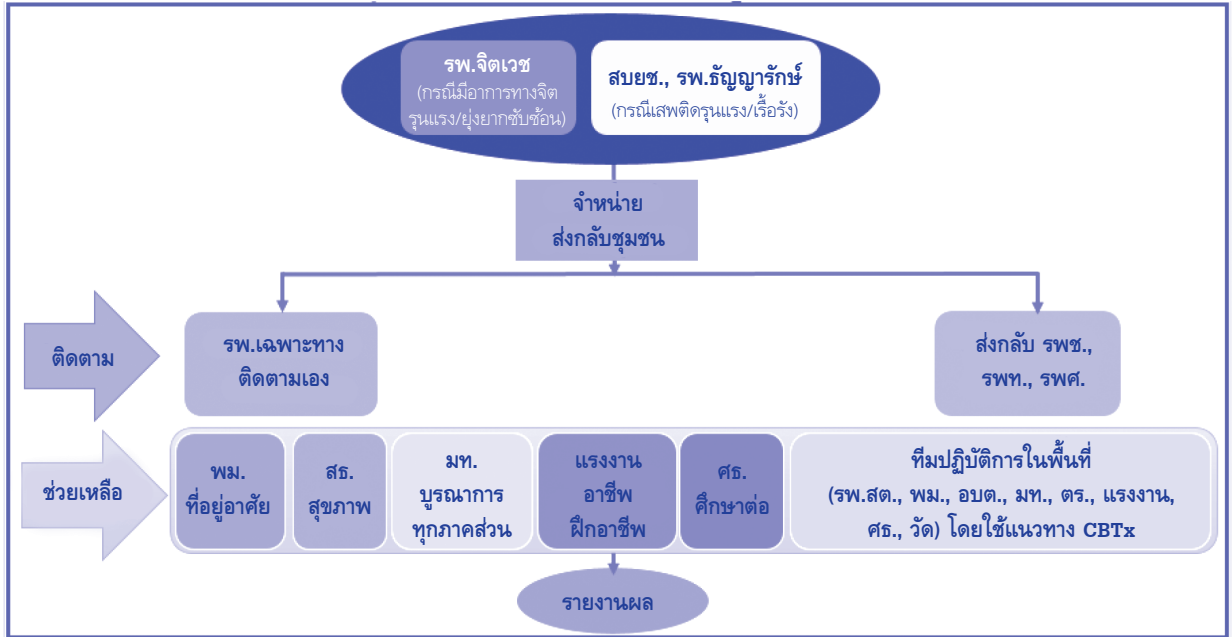 รพ.จิตเวช
(กรณีมีอาการทางจิต
รุนแรง/ยุ่งยากซับซ้อน)
สบยช., รพ.ธัญญารักษ์
(กรณีเสพติดรุนแรง/เรื้อรัง)
จำหน่าย
ส่งกลับชุมชน
ติดตาม
รพ.เฉพาะทาง
ติดตามเอง
ส่งกลับ รพช.,
รพท., รพศ.
ช่วยเหลือ
พม.
ที่อยู่อาศัย
สธ.
สุขภาพ
มท.
บูรณาการ
ทุกภาคส่วน
แรงงาน
อาชีพ
ฝึกอาชีพ
ศธ.
ศึกษาต่อ
ทีมปฏิบัติการในพื้นที่
(รพ.สต., พม., อบต., มท., ตร., แรงงาน,
ศธ., วัด) โดยใช้แนวทาง CBTx
รายงานผล